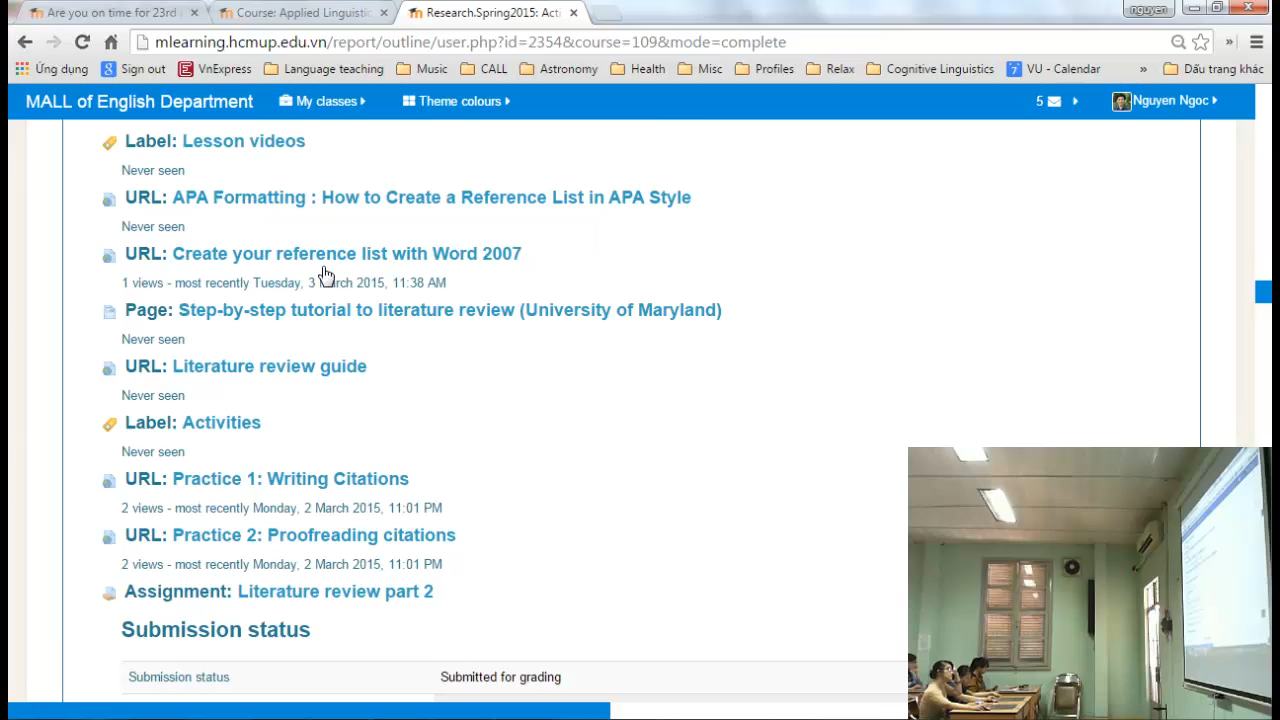 Are you on time for 23rd
Course: Applied Linguistic
Research.Spring2015: Acti
nguyen
mlearning.hcmup.edu.vn/report/outline/user.php?id=2354&course=109&mode=complete
Ứng dụng
Sign out
VnExpress
Language teaching
Music
CALL
Astronomy
Health
Misc
Profiles
Relax
Cognitive Linguistics
7 VU - Calendar
»
Dấu trang khác
MALL of English Department
My classes
Theme colours
5
Nguyen Ngoc
Label: Lesson videos
Never seen
URL: APA Formatting : How to Create a Reference List in APA Style
Never seen
URL: Create your reference list with Word 2007
1 views - most recently Tuesday, 3 March 2015, 11:38 AM
Page: Step-by-step tutorial to literature review (University of Maryland)
Never seen
URL: Literature review guide
Never seen
Label: Activities
Never seen
URL: Practice 1: Writing Citations
2 views - most recently Monday, 2 March 2015, 11:01 PM
URL: Practice 2: Proofreading citations
2 views - most recently Monday, 2 March 2015, 11:01 PM
Assignment: Literature review part 2
Submission status
Submission status
Submitted for grading